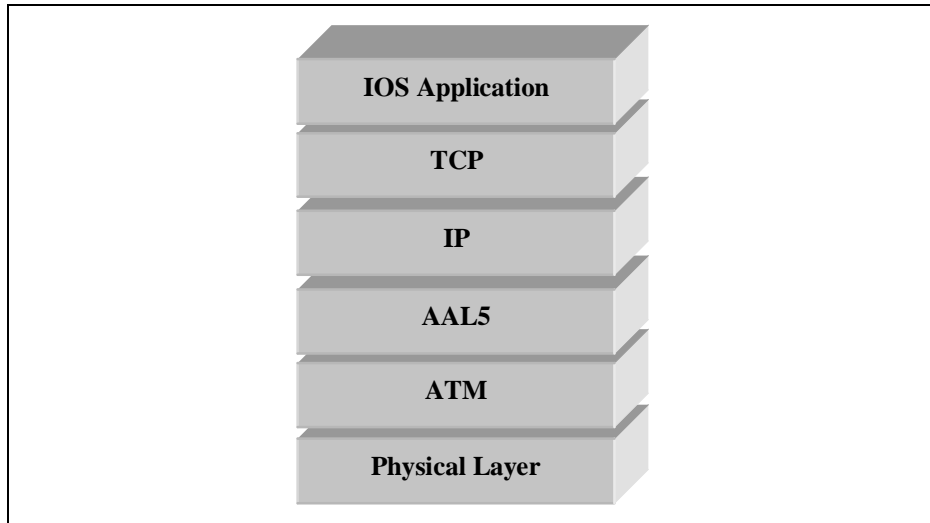 IOS Application
TCP
IP
AAL5
ATM
Physical Layer